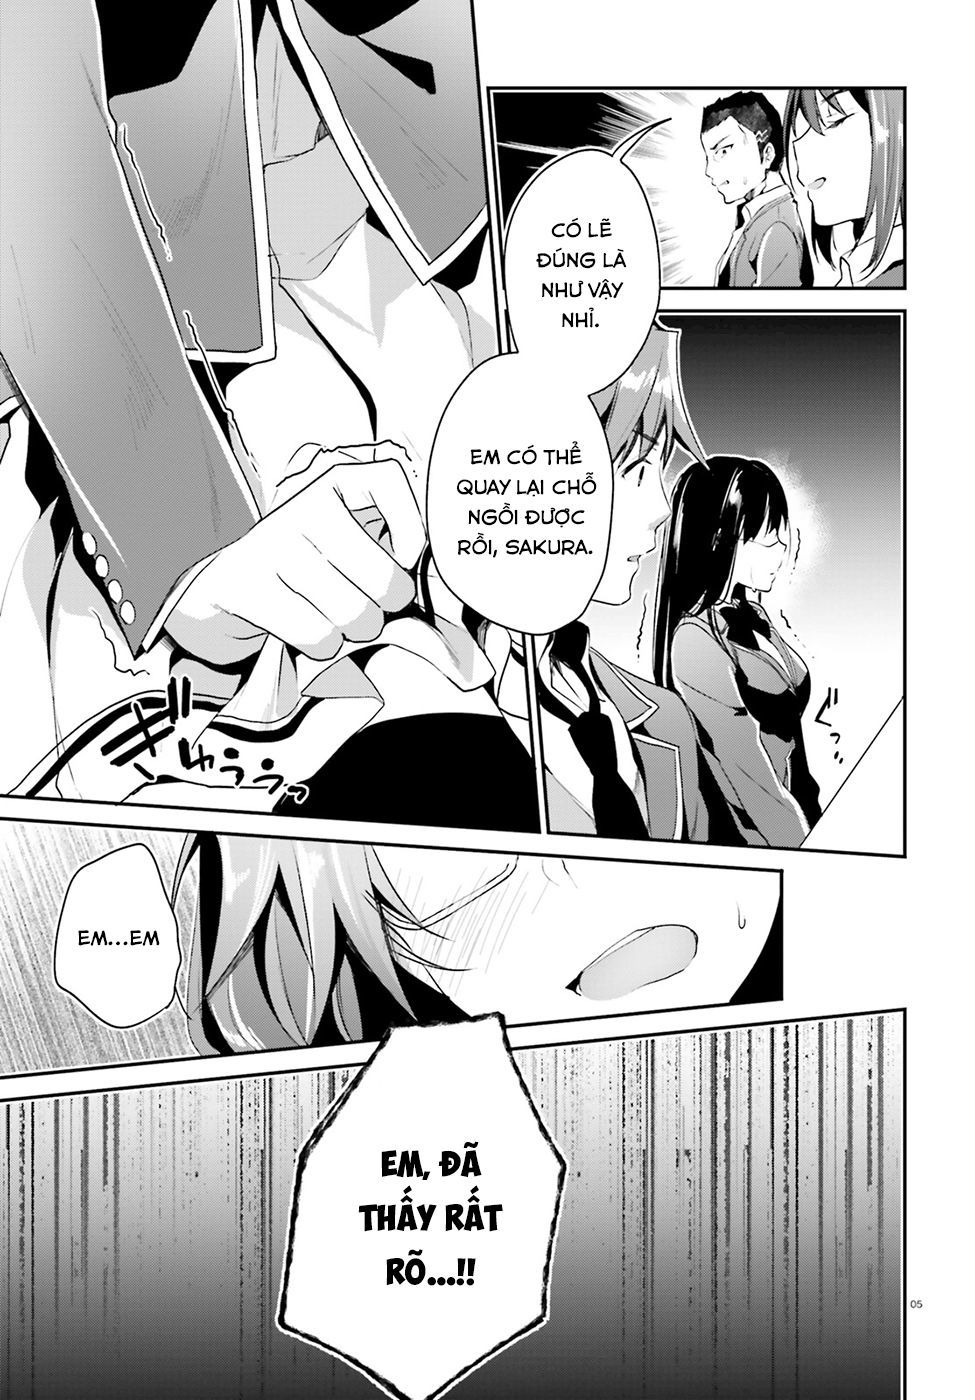 CÓ LẼ
ĐÚNG LÀ
NHƯ VẬY
NHỈ.
EM CÓ THỂ
QUAY LẠI CHỖ
NGỒI ĐƯỢC
RỒI, SAKURA.
ぎゅううっ
ぐっ
EM...EM
EM, ĐÃ
THẤY RẤT
RÕ...!!
05